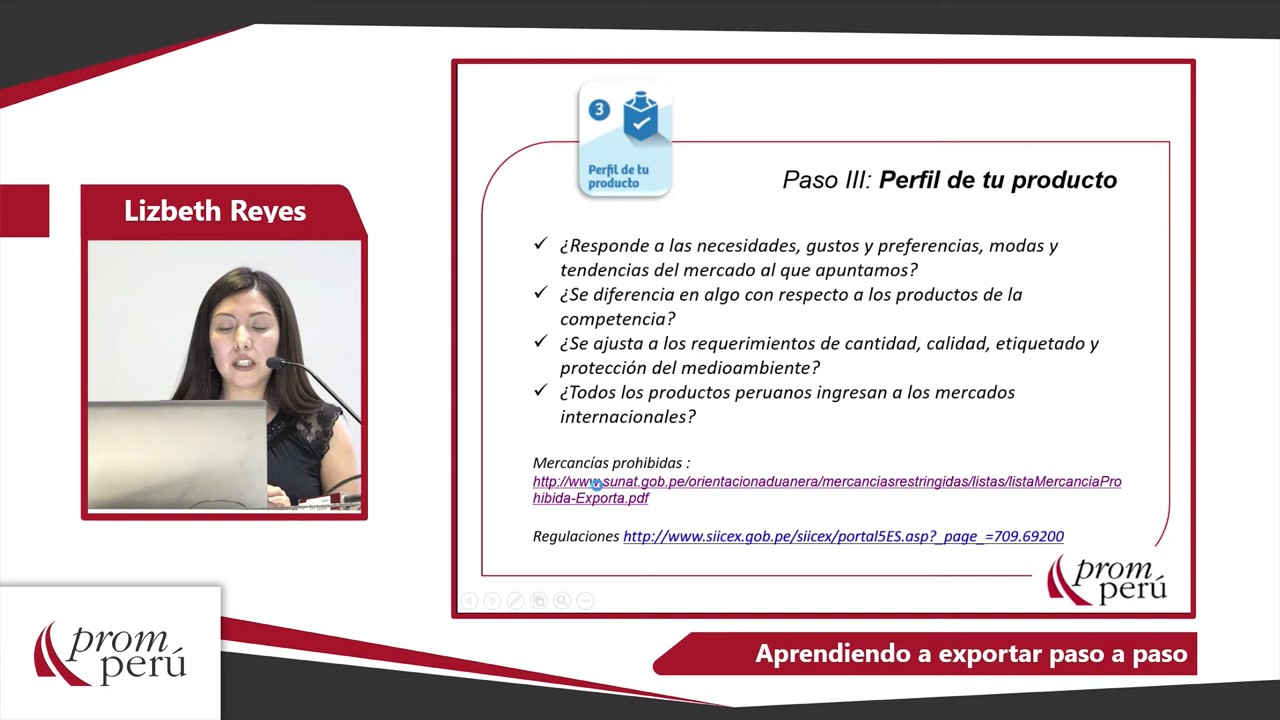 Lizbeth Reyes
3
Perfil de tu
producto
Paso III: Perfil de tu producto
✓ ¿Responde a las necesidades, gustos y preferencias, modas y
tendencias del mercado al que apuntamos?
✓ ¿Se diferencia en algo con respecto a los productos de la
competencia?
✓ ¿Se ajusta a los requerimientos de cantidad, calidad, etiquetado y
protección del medioambiente?
✓ ¿Todos los productos peruanos ingresan a los mercados
internacionales?
Mercancías prohibidas :
http://www.sunat.gob.pe/orientacionaduanera/mercanciasrestringidas/listas/listaMercanciaPro
hibida-Exporta.pdf
Regulaciones http://www.siicex.gob.pe/siicex/portal5ES.asp?_page_=709.69200
prom
perú
prom
perú
Aprendiendo a exportar paso a paso